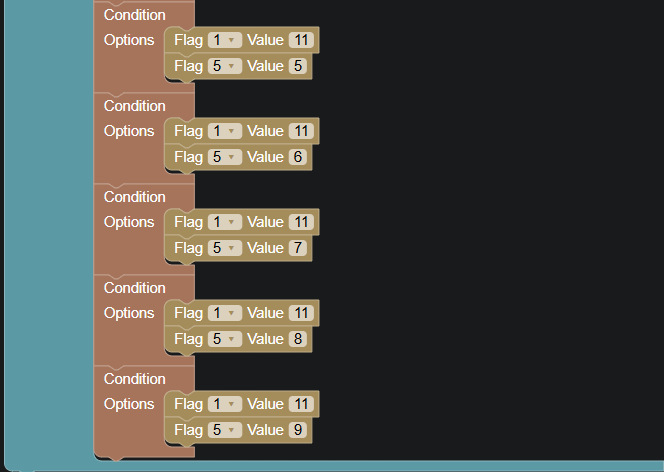 Condition
Options Flag 1 Value 11
Flag 5 Value 5
Condition
Options Flag 1 Value 11
Flag 5 Value 6
Condition
Options Flag 1 Value 11
Flag 5 Value 7
Condition
Options Flag 1 Value 11
Flag 5 Value 8
Condition
Options Flag 1 Value 11
Flag 5 Value 9